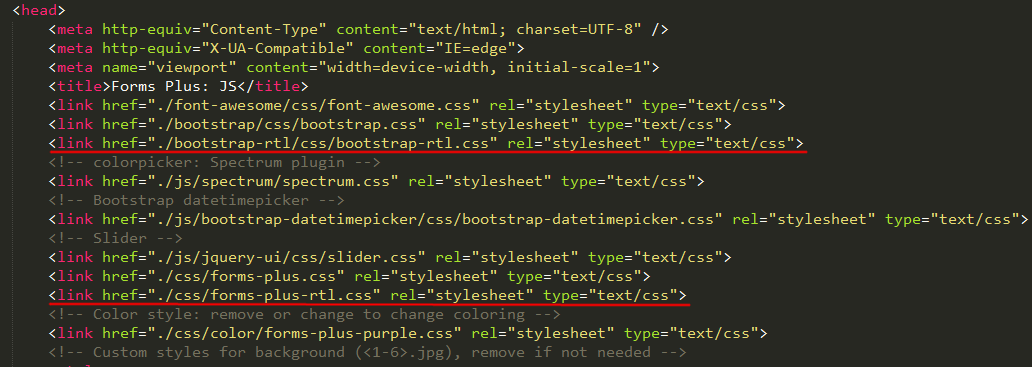 <head>
<meta http-equiv="Content-Type" content="text/html; charset=UTF-8" />
<meta http-equiv="X-UA-Compatible" content="IE=edge">
<meta name="viewport" content="width=device-width, initial-scale=1">
<title>Forms Plus: JS</title>
<link href="./font-awesome/css/font-awesome.css" rel="stylesheet" type="text/css">
<link href="./bootstrap/css/bootstrap.css" rel="stylesheet" type="text/css">
<link href="./bootstrap-rtl/css/bootstrap-rtl.css" rel="stylesheet" type="text/css">
<!-- colorpicker: Spectrum plugin -->
<link href="./js/spectrum/spectrum.css" rel="stylesheet" type="text/css">
<!-- Bootstrap datetimepicker -->
<link href="./js/bootstrap-datetimepicker/css/bootstrap-datetimepicker.css" rel="stylesheet" type="text/css">
<!-- Slider -->
<link href="./js/jquery-ui/css/slider.css" rel="stylesheet" type="text/css">
<link href="./css/forms-plus.css" rel="stylesheet" type="text/css">
<link href="./css/forms-plus-rtl.css" rel="stylesheet" type="text/css">
<!-- Color style: remove or change to change coloring -->
<link href="./css/color/forms-plus-purple.css" rel="stylesheet" type="text/css">
<!-- Custom styles for background (<1-6>.jpg), remove if not needed -->